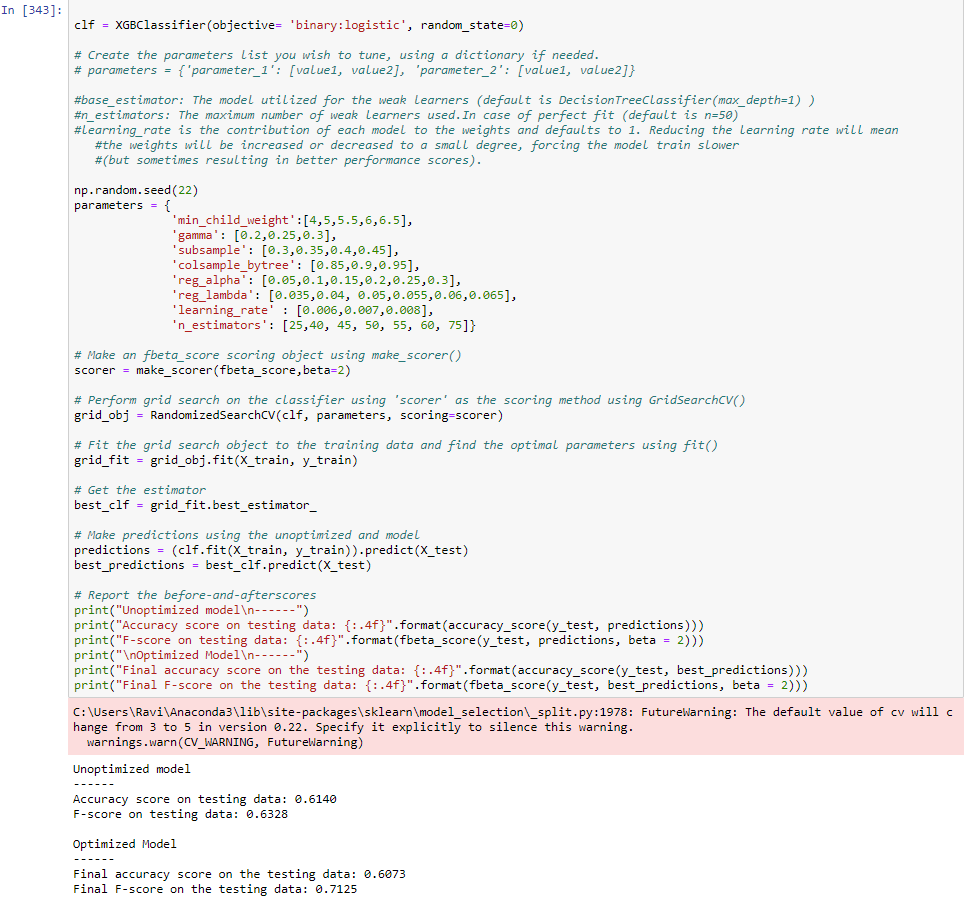 In [343]:
clf = XGBClassifier(objective= 'binary:logistic', random_state=0)
# Create the parameters list you wish to tune, using a dictionary if needed.
# parameters = {'parameter_1': [value1, value2], 'parameter_2': [value1, value2]}
#base_estimator: The model utilized for the weak learners (default is DecisionTreeClassifier(max_depth=1) )
#n_estimators: The maximum number of weak learners used.In case of perfect fit (default is n=50)
#learning_rate is the contribution of each model to the weights and defaults to 1. Reducing the learning rate will mean
#the weights will be increased or decreased to a small degree, forcing the model train slower
#(but sometimes resulting in better performance scores).
np.random.seed(22)
parameters = {
'min_child_weight':[4,5,5.5,6,6.5],
'gamma': [0.2,0.25,0.3],
'subsample': [0.3,0.35,0.4,0.45],
'colsample_bytree': [0.85,0.9,0.95],
'reg_alpha': [0.05,0.1,0.15,0.2,0.25,0.3],
'reg_lambda': [0.035,0.04, 0.05,0.055,0.06,0.065],
'learning_rate' : [0.006,0.007,0.008],
'n_estimators': [25,40, 45, 50, 55, 60, 75]}
# Make an fbeta_score scoring object using make_scorer()
scorer = make_scorer(fbeta_score,beta=2)
# Perform grid search on the classifier using 'scorer' as the scoring method using GridSearchCV()
grid_obj = RandomizedSearchCV(clf, parameters, scoring=scorer)
# Fit the grid search object to the training data and find the optimal parameters using fit()
grid_fit = grid_obj.fit(X_train, y_train)
# Get the estimator
best_clf = grid_fit.best_estimator_
# Make predictions using the unoptimized and model
predictions = (clf.fit(X_train, y_train)).predict(X_test)
best_predictions = best_clf.predict(X_test)
# Report the before-and-afterscores
print("Unoptimized model\n------")
print("Accuracy score on testing data: {:.4f}".format(accuracy_score(y_test, predictions)))
print("F-score on testing data: {:.4f}".format(fbeta_score(y_test, predictions, beta = 2)))
print("\nOptimized Model\n------")
print("Final accuracy score on the testing data: {:.4f}".format(accuracy_score(y_test, best_predictions)))
print("Final F-score on the testing data: {:.4f}".format(fbeta_score(y_test, best_predictions, beta = 2)))
C:\Users\Ravi\Anaconda3\lib\site-packages\sklearn\model_selection\_split.py:1978: FutureWarning: The default value of cv will c
hange from 3 to 5 in version 0.22. Specify it explicitly to silence this warning.
warnings.warn(CV_WARNING, FutureWarning)
Unoptimized model
------
Accuracy score on testing data: 0.6140
F-score on testing data: 0.6328
Optimized Model
------
Final accuracy score on the testing data: 0.6073
Final F-score on the testing data: 0.7125